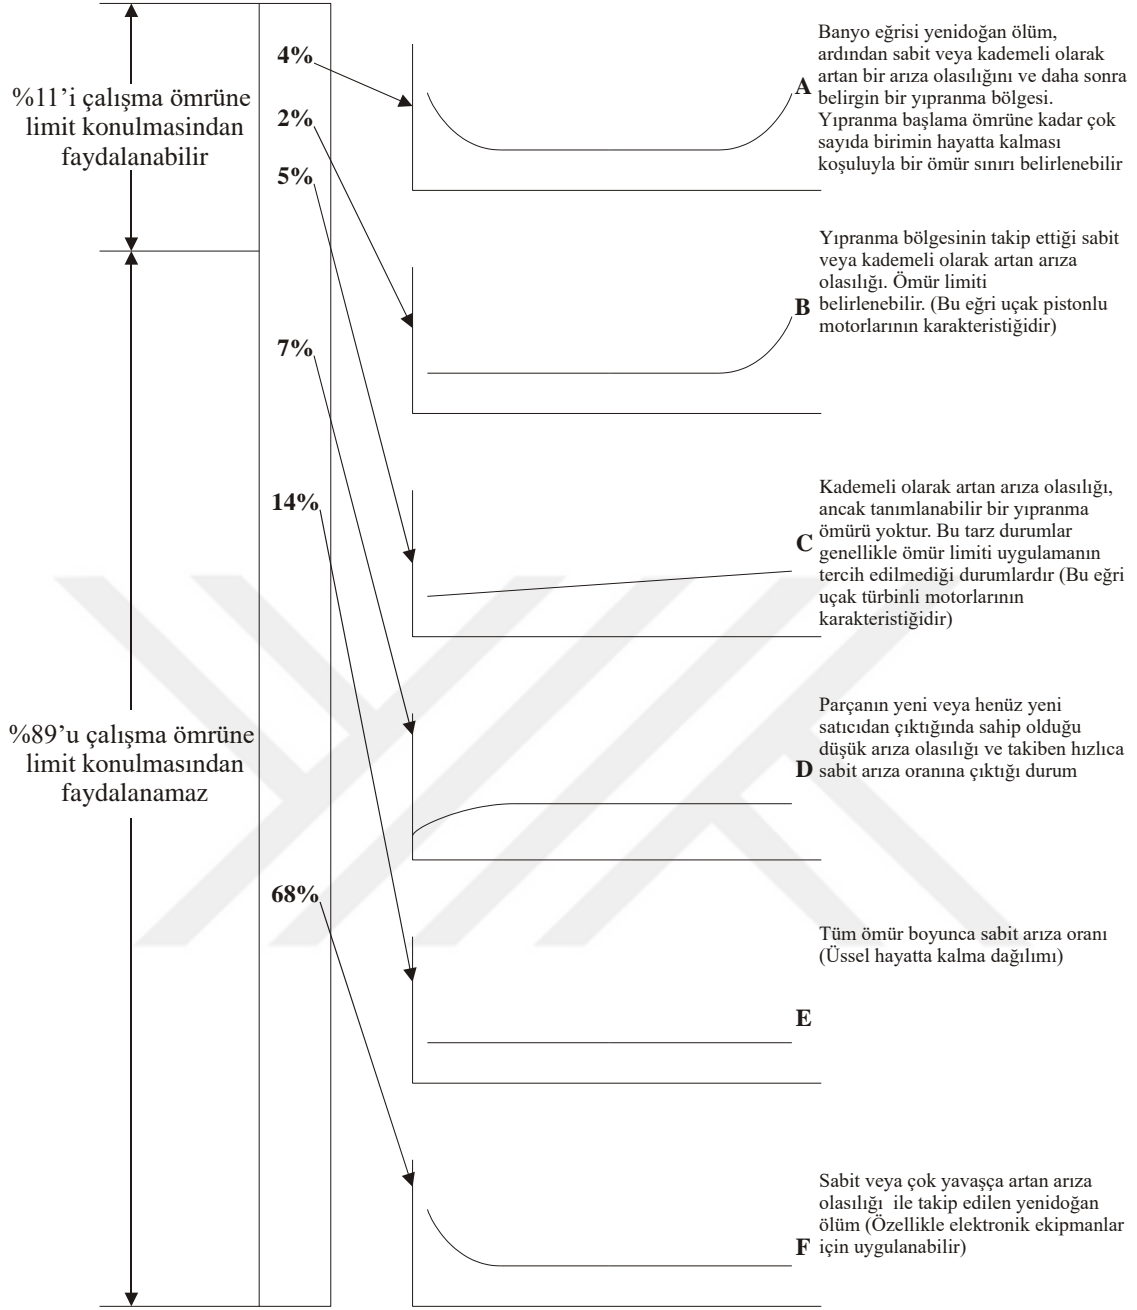 %11'i çalışma ömrüne
limit konulmasindan
faydalanabilir
%89'u çalışma ömrüne
limit konulmasından
faydalanamaz
4%
2%
5%
7%
14%
68%
A
Banyo eğrisi yenidoğan ölüm,
ardından sabit veya kademeli olarak
artan bir arıza olasılığını ve daha sonra
belirgin bir yıpranma bölgesi.
Yıpranma başlama ömrüne kadar çok
sayıda birimin hayatta kalması
koşuluyla bir ömür sınırı belirlenebilir
B
Yıpranma bölgesinin takip ettiği sabit
veya kademeli olarak artan arıza
olasılığı. Ömür limiti
belirlenebilir. (Bu eğri uçak pistonlu
motorlarının karakteristiğidir)
C
Kademeli olarak artan arıza olasılığı,
ancak tanımlanabilir bir yıpranma
ömürü yoktur. Bu tarz durumlar
genellikle ömür limiti uygulamanın
tercih edilmediği durumlardır (Bu eğri
uçak türbinli motorlarının
karakteristiğidir)
D
Parçanın yeni veya henüz yeni
satıcıdan çıktığında sahip olduğu
düşük arıza olasılığı ve takiben hızlıca
sabit arıza oranına çıktığı durum
E
Tüm ömür boyunca sabit arıza oranı
(Üssel hayatta kalma dağılımı)
F
Sabit veya çok yavaşça artan arıza
olasılığı ile takip edilen yenidoğan
ölüm (Özellikle elektronik ekipmanlar
için uygulanabilir)